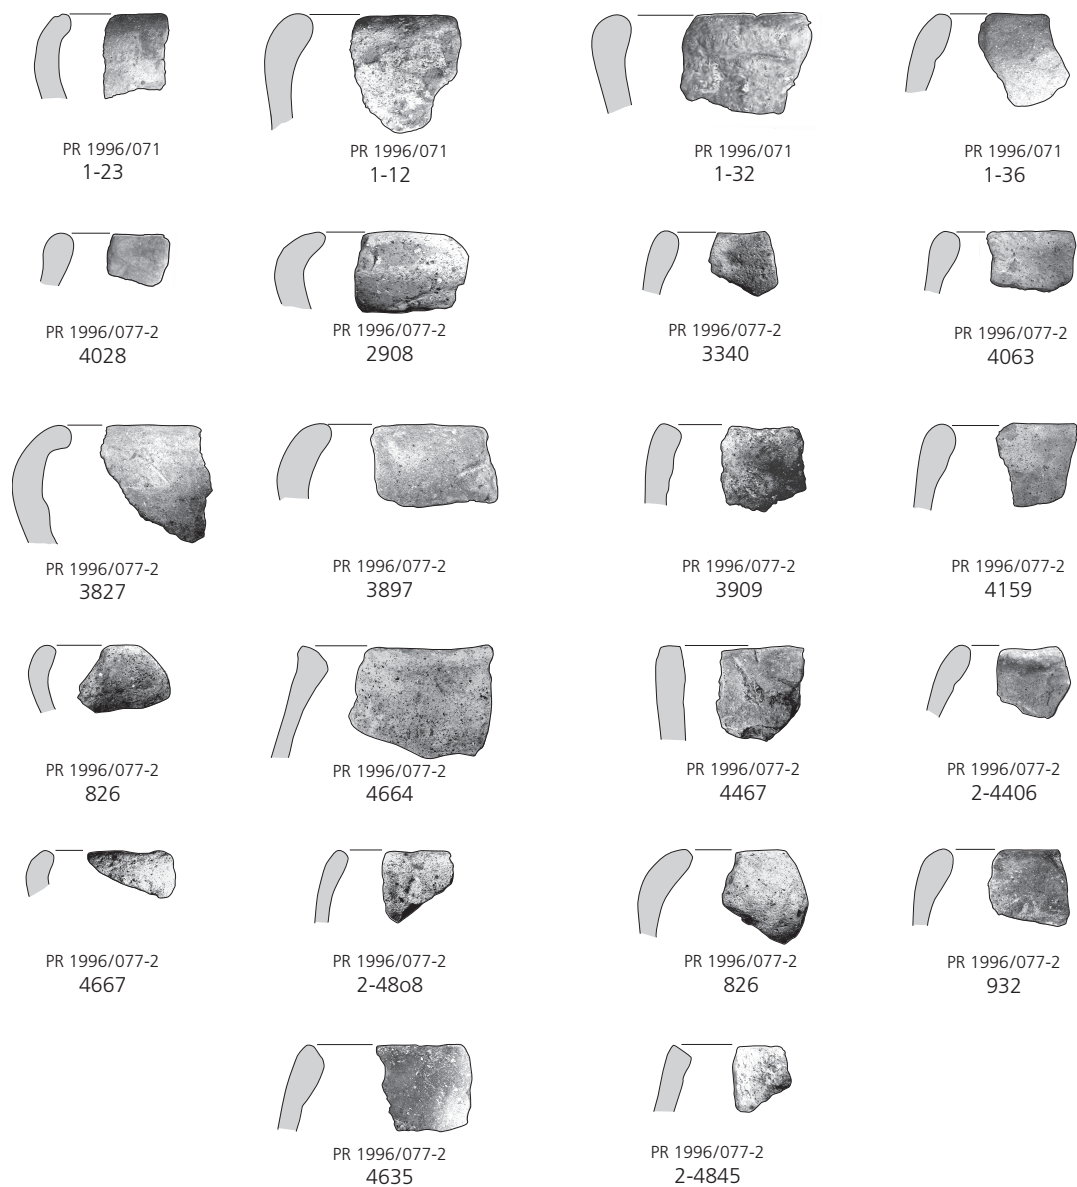 PR 1996/071
1-23
PR 1996/071
1-12
PR 1996/071
1-32
PR 1996/071
1-36
PR 1996/077-2
4028
PR 1996/077-2
2908
PR 1996/077-2
3340
PR 1996/077-2
4063
PR 1996/077-2
3827
PR 1996/077-2
3897
PR 1996/077-2
3909
PR 1996/077-2
4159
PR 1996/077-2
826
PR 1996/077-2
4664
PR 1996/077-2
4467
PR 1996/077-2
2-4406
PR 1996/077-2
4667
PR 1996/077-2
2-48o8
PR 1996/077-2
826
PR 1996/077-2
932
PR 1996/077-2
4635
PR 1996/077-2
2-4845